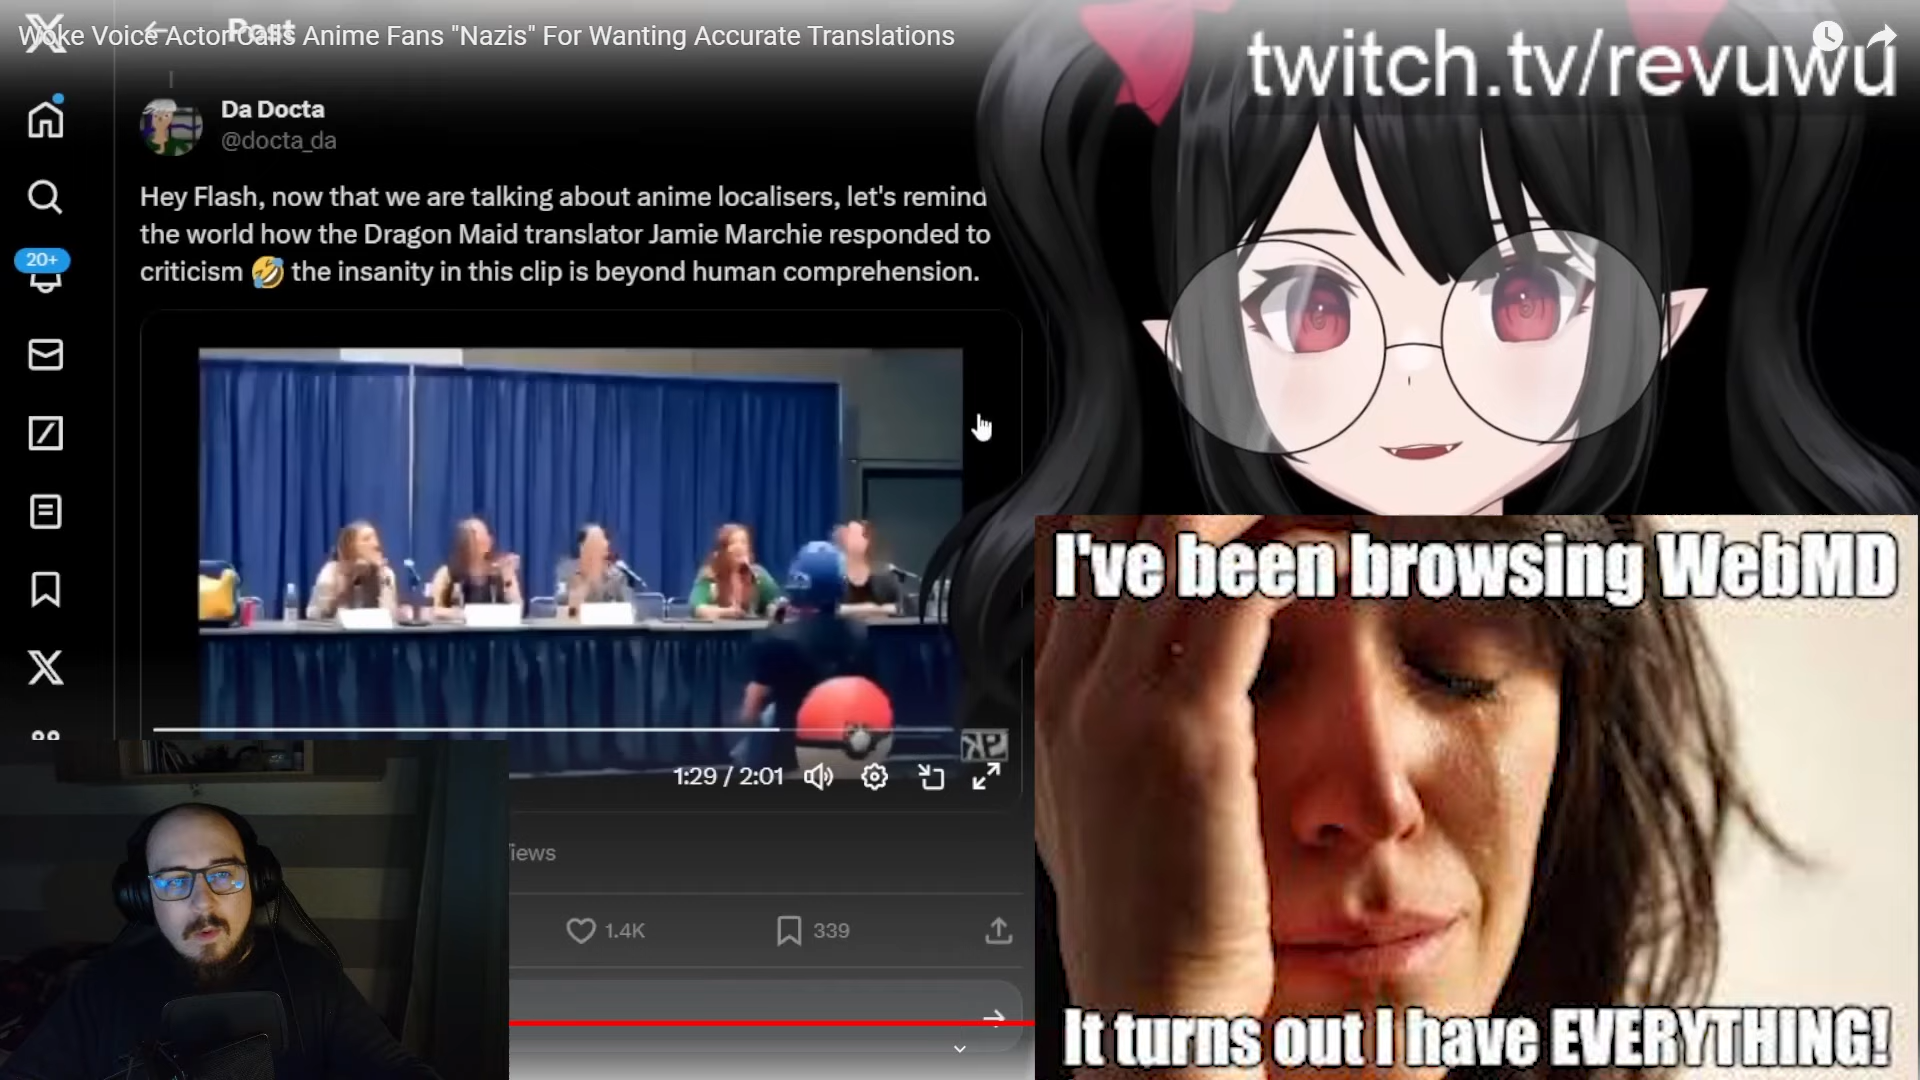 Woke Voice Actor Calls Anime Fans "Nazis" For Wanting Accurate Translations
Post
twitch.tv/revuwu
Da Docta
@docta_da
Hey Flash, now that we are talking about anime localisers, let's remind
the world how the Dragon Maid translator Jamie Marchie responded to
criticism 🤣 the insanity in this clip is beyond human comprehension.
20+
1:29 / 2:01
iews
1.4K
339
I've been browsing WebMD
It turns out I have EVERYTHING!